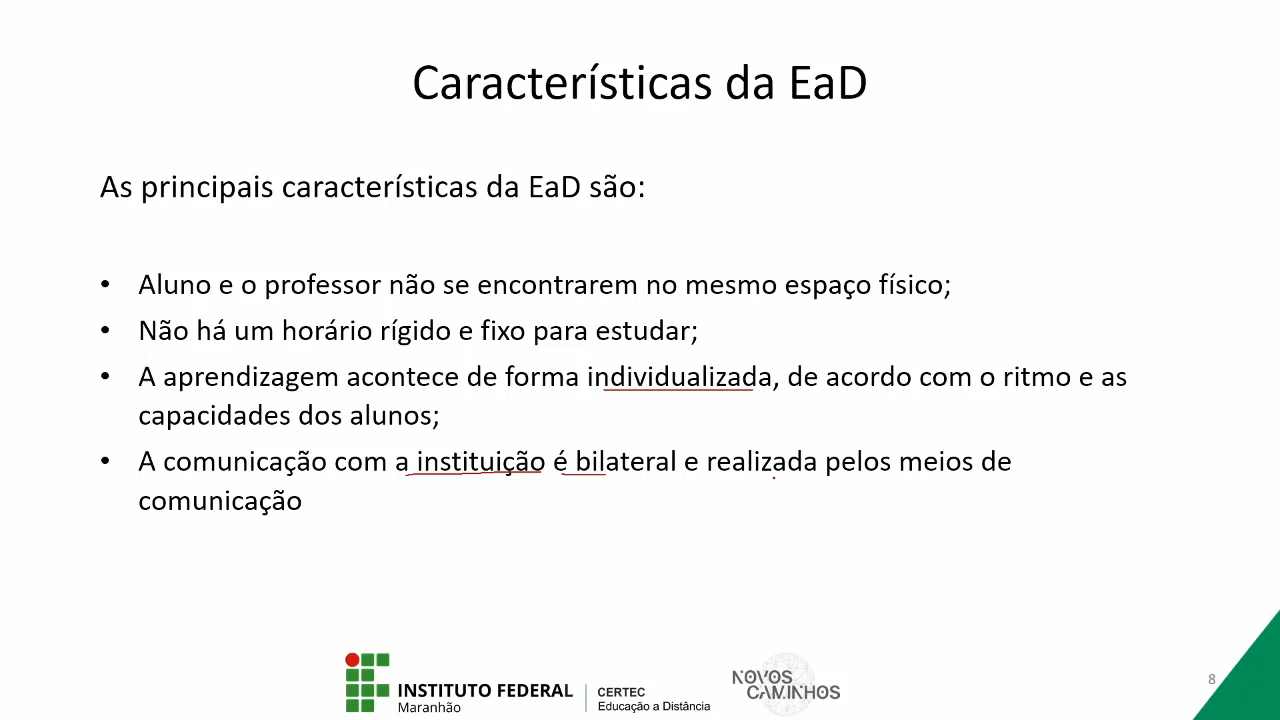 Características da EaD
As principais características da EaD são:
• Aluno e o professor não se encontrarem no mesmo espaço físico;
• Não há um horário rígido e fixo para estudar;
• A aprendizagem acontece de forma individualizada, de acordo com o ritmo e as
capacidades dos alunos;
• A comunicação com a instituição é bilateral e realizada pelos meios de
comunicação
INSTITUTO FEDERAL
Maranhão
CERTEC
Educação a Distância
NOVOS
CAMINHOS
8